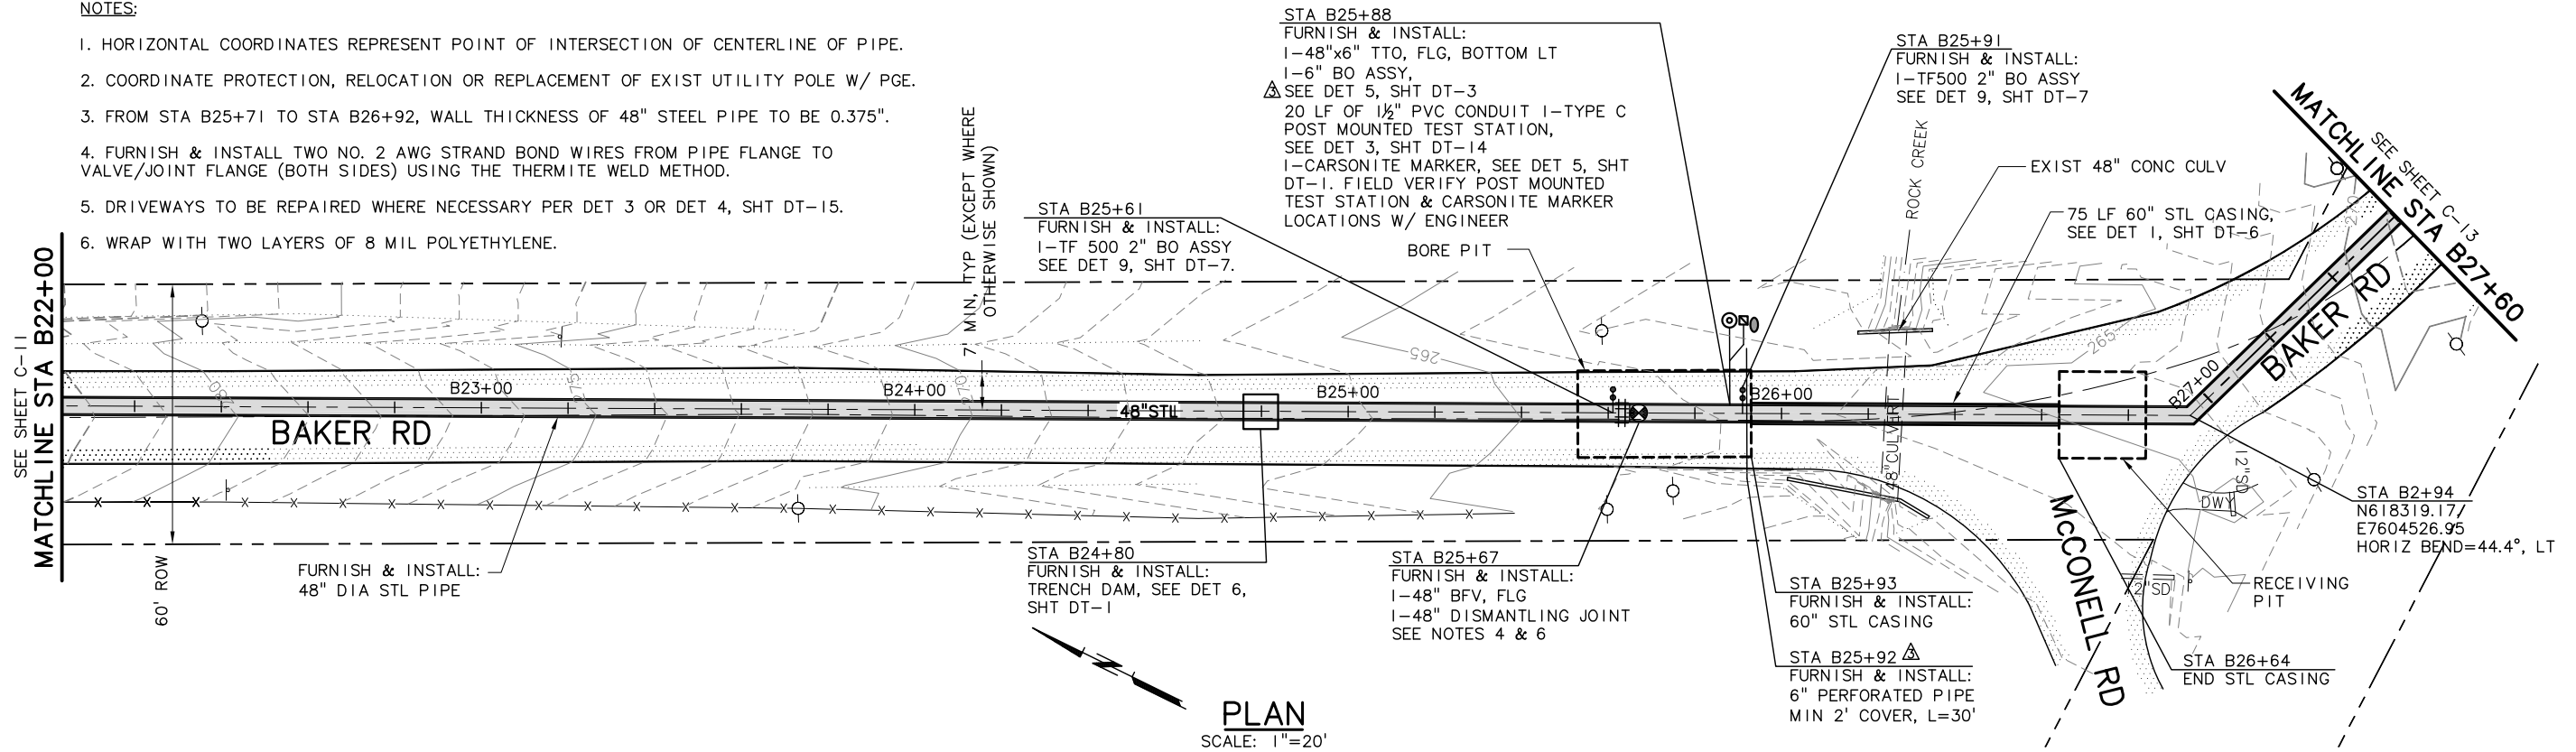 NOTES:
1. HORIZONTAL COORDINATES REPRESENT POINT OF INTERSECTION OF CENTERLINE OF PIPE.
2. COORDINATE PROTECTION, RELOCATION OR REPLACEMENT OF EXIST UTILITY POLE W/ PGE.
3. FROM STA B25+71 TO STA B26+92, WALL THICKNESS OF 48" STEEL PIPE TO BE 0.375".
4. FURNISH & INSTALL TWO NO. 2 AWG STRAND BOND WIRES FROM PIPE FLANGE TO
VALVE/JOINT FLANGE (BOTH SIDES) USING THE THERMITE WELD METHOD.
5. DRIVEWAYS TO BE REPAIRED WHERE NECESSARY PER DET 3 OR DET 4, SHT DT-15.
6. WRAP WITH TWO LAYERS OF 8 MIL POLYETHYLENE.
SEE SHEET C-11
MATCHLINE STA B22+00
60' ROW
7' MIN, TYP (EXCEPT WHERE
OTHERWISE SHOWN)
STA B25+61
FURNISH & INSTALL:
1-TF 500 2" BO ASSY
SEE DET 9, SHT DT-7.
STA B25+88
FURNISH & INSTALL:
1-48"x6" TTO, FLG, BOTTOM LT
1-6" BO ASSY,
3 SEE DET 5, SHT DT-3
20 LF OF 1½" PVC CONDUIT 1-TYPE C
POST MOUNTED TEST STATION,
SEE DET 3, SHT DT-14
1-CARSONITE MARKER, SEE DET 5, SHT
DT-1. FIELD VERIFY POST MOUNTED
TEST STATION & CARSONITE MARKER
LOCATIONS W/ ENGINEER
BORE PIT
STA B25+91
FURNISH & INSTALL:
1-TF500 2" BO ASSY
SEE DET 9, SHT DT-7
ROCK CREEK
EXIST 48" CONC CULV
75 LF 60" STL CASING,
SEE DET 1, SHT DT-6
SEE SHEET C-13
MATCHLINE STA B27+60
270
265
265
280
275
270
B23+00
B24+00
B25+00
B26+00
B27+00
48"STL
BAKER RD
BAKER RD
48"CULVERT
McCONELL RD
12"SD
DWY
12"SD
FURNISH & INSTALL:
48" DIA STL PIPE
STA B24+80
FURNISH & INSTALL:
TRENCH DAM, SEE DET 6,
SHT DT-1
STA B25+67
FURNISH & INSTALL:
1-48" BFV, FLG
1-48" DISMANTLING JOINT
SEE NOTES 4 & 6
STA B25+93
FURNISH & INSTALL:
60" STL CASING
STA B25+92 3
FURNISH & INSTALL:
6" PERFORATED PIPE
MIN 2' COVER, L=30'
STA B2+94
N618319.17/
E7604526.95
HORIZ BEND=44.4°, LT
RECEIVING
PIT
STA B26+64
END STL CASING
N
PLAN
SCALE: 1"=20'